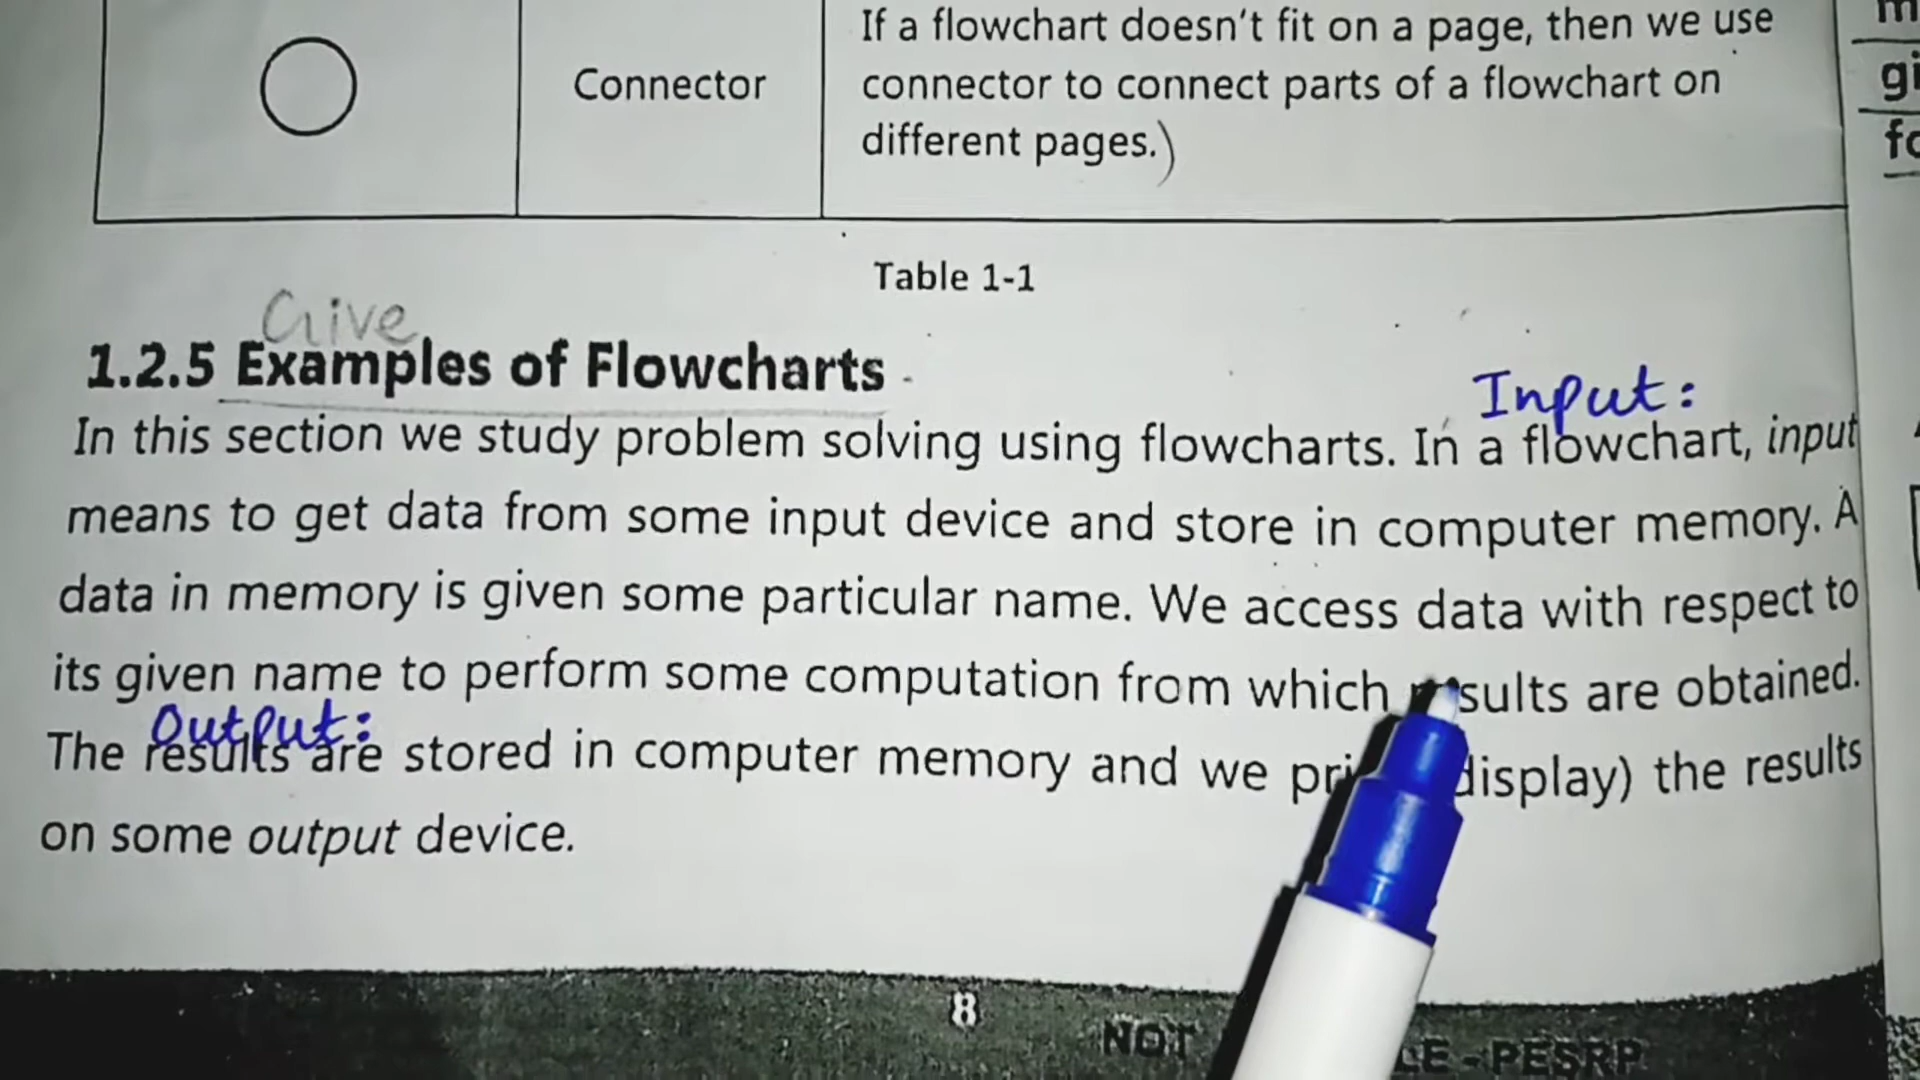 If a flowchart doesn't fit on a page, then we use
Connector
connector to connect parts of a flowchart on
different pages.)
Table 1-1
Give
1.2.5 Examples of Flowcharts
Input:
In this section we study problem solving using flowcharts. In a flowchart, input
means to get data from some input device and store in computer memory. A
data in memory is given some particular name. We access data with respect to
its given name to perform some computation from which results are obtained.
Output:
The results are stored in computer memory and we display) the results
on some output device.
8
NOT - PESRP